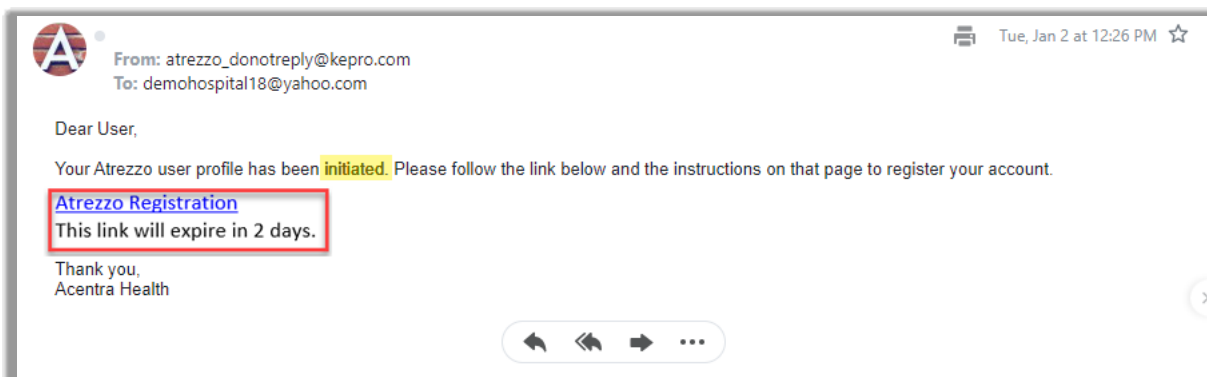 A
From: atrezzo_donotreply@kepro.com
Tue, Jan 2 at 12:26 PM
To: demohospital18@yahoo.com
Dear User,
Your Atrezzo user profile has been initiated. Please follow the link below and the instructions on that page to register your account.
Atrezzo Registration
This link will expire in 2 days.
Thank you,
Acentra Health